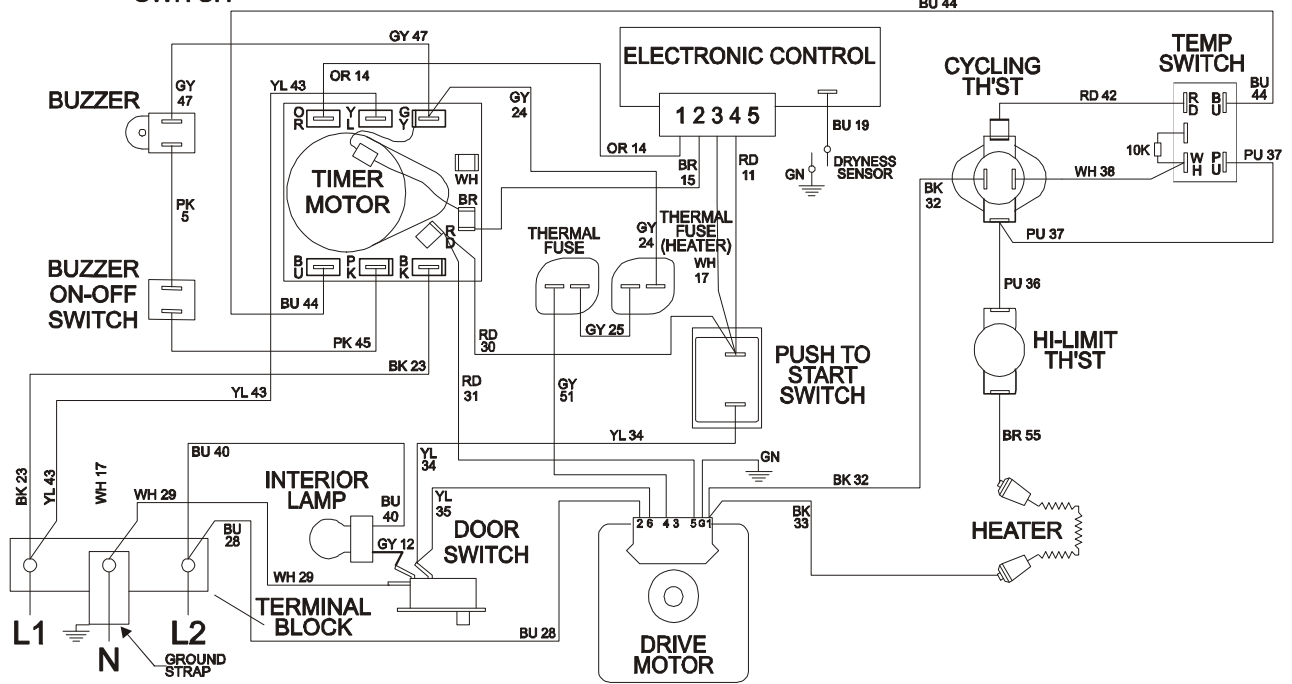 BU 44
GY 47
ELECTRONIC CONTROL
TEMP
SWITCH
CYCLING
TH'ST
BUZZER
GY
47
YL 43
OR 14
GY
24
RD 42
BU
44
O
R
Y
L
G
Y
1 2 3 4 5
BU 19
R
D
B
U
OR 14
BR
15
RD
11
DRYNESS
SENSOR
GN
10K
W
H
P
U
PU 37
TIMER
MOTOR
WH
BR
R
D
BK
32
WH 38
PK
5
THERMAL
FUSE
GY
24
THERMAL
FUSE
(HEATER)
WH
17
PU 37
BUZZER
ON-OFF
SWITCH
B
U
P
K
B
K
PU 36
BU 44
GY 25
PK 45
RD
30
HI-LIMIT
TH'ST
PUSH TO
START
SWITCH
BK 23
YL 43
RD
31
GY
51
YL 34
BR 55
BK 23
YL 43
WH 17
BU 40
YL
34
GN
WH 29
INTERIOR
LAMP
BU
40
YL
35
BK 32
BU
28
DOOR
SWITCH
2 6 4 3 5 G 1
BK
33
HEATER
GY 12
WH 29
TERMINAL
BLOCK
L1
N
L2
BU 28
DRIVE
MOTOR
GROUND
STRAP